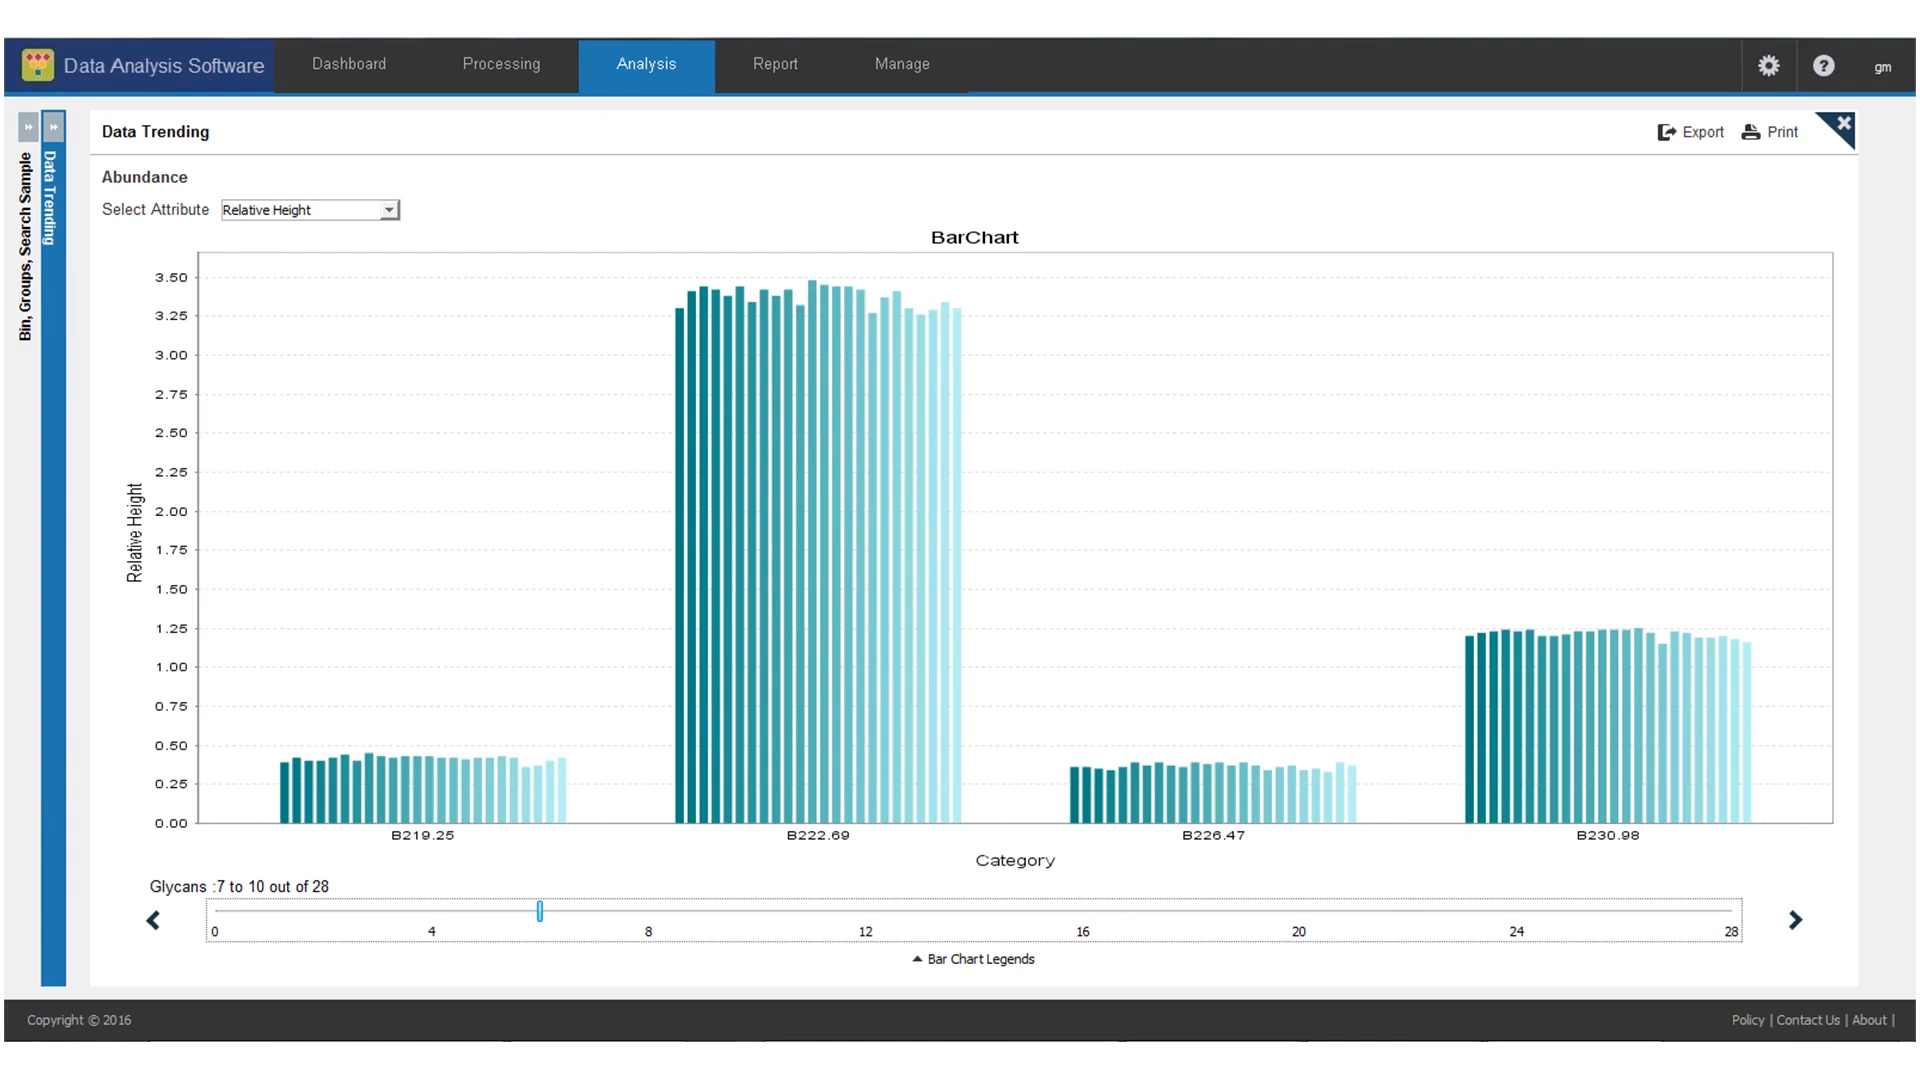 Data Analysis Software
Dashboard
Processing
Analysis
Report
Manage
gm
Bin, Groups, Search Sample
Data Trending
Data Trending
Export
Print
Abundance
Select Attribute
Relative Height
BarChart
3.50
3.25
3.00
2.75
2.50
2.25
2.00
1.75
1.50
1.25
1.00
0.75
0.50
0.25
0.00
Relative Height
B219.25
B222.69
B226.47
B230.98
Category
Glycans :7 to 10 out of 28
0
4
8
12
16
20
24
28
Bar Chart Legends
Copyright © 2016
Policy | Contact Us | About |